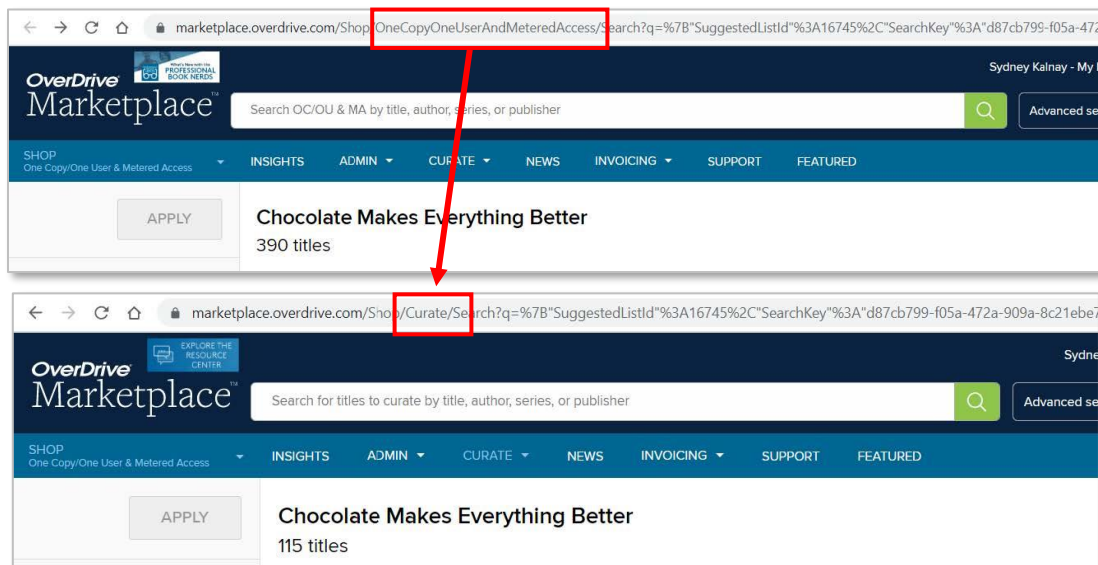 marketplace.overdrive.com/Shop/OneCopyOneUserAndMeteredAccess/Search?q=%7B"SuggestedListId"%3A16745%2C"SearchKey"%3A"d87cb799-f05a-472
What's New with the
PROFESSIONAL
BOOK NERDS
Sydney Kalnay - My
OverDrive
Marketplace™
Search OC/OU & MA by title, author, series, or publisher
Advanced se
SHOP
One Copy/One User & Metered Access
INSIGHTS ADMIN CURATE NEWS INVOICING SUPPORT FEATURED
APPLY
Chocolate Makes Everything Better
390 titles
marketplace.overdrive.com/Shop/Curate/Search?q=%7B"SuggestedListId"%3A16745%2C"SearchKey"%3A"d87cb799-f05a-472a-909a-8c21ebe7
EXPLORE THE
RESOURCE
CENTER
Sydne
OverDrive
Marketplace™
Search for titles to curate by title, author, series, or publisher
Advanced se
SHOP
One Copy/One User & Metered Access
INSIGHTS ADMIN CURATE NEWS INVOICING SUPPORT FEATURED
APPLY
Chocolate Makes Everything Better
115 titles